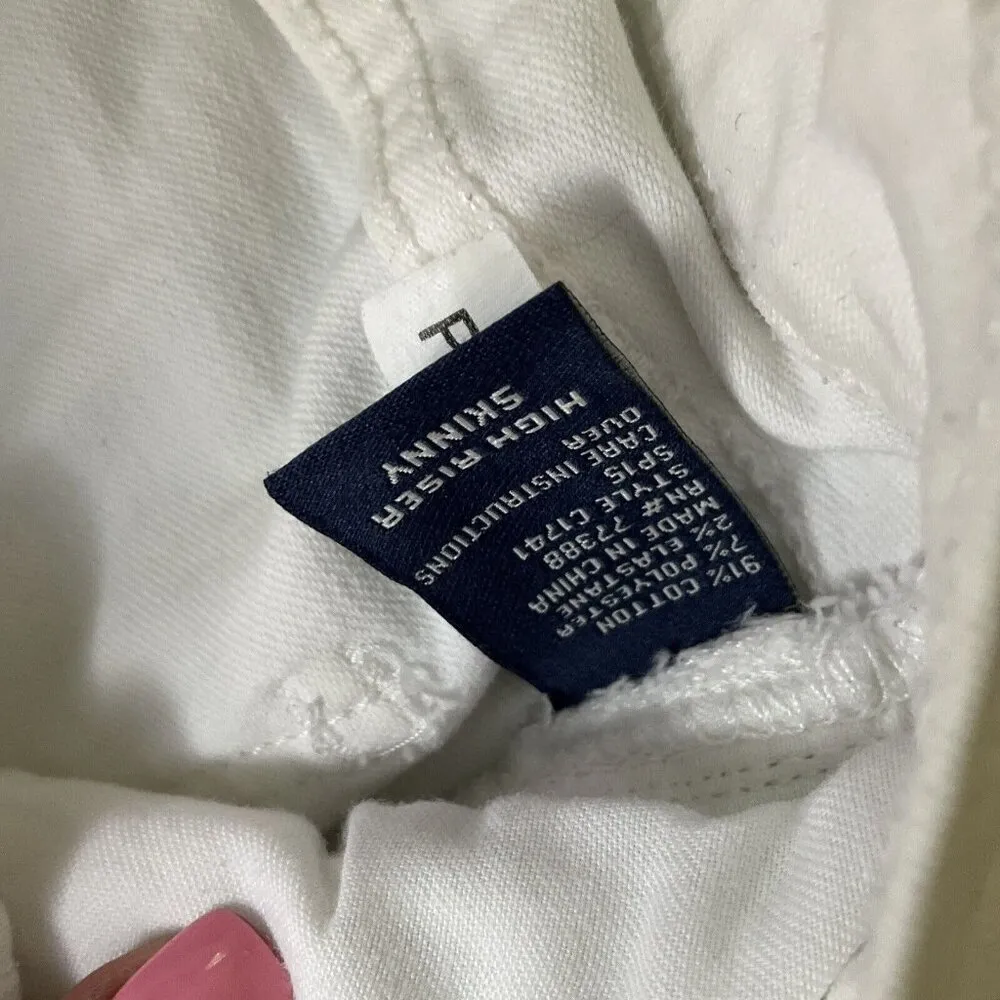 P
91% COTTON
7% POLYESTER
2% ELASTANE
MADE IN CHINA
RN# 77388
STYLE C1741
SP15
CARE INSTRUCTIONS
OVER
HIGH RISER
SKINNY